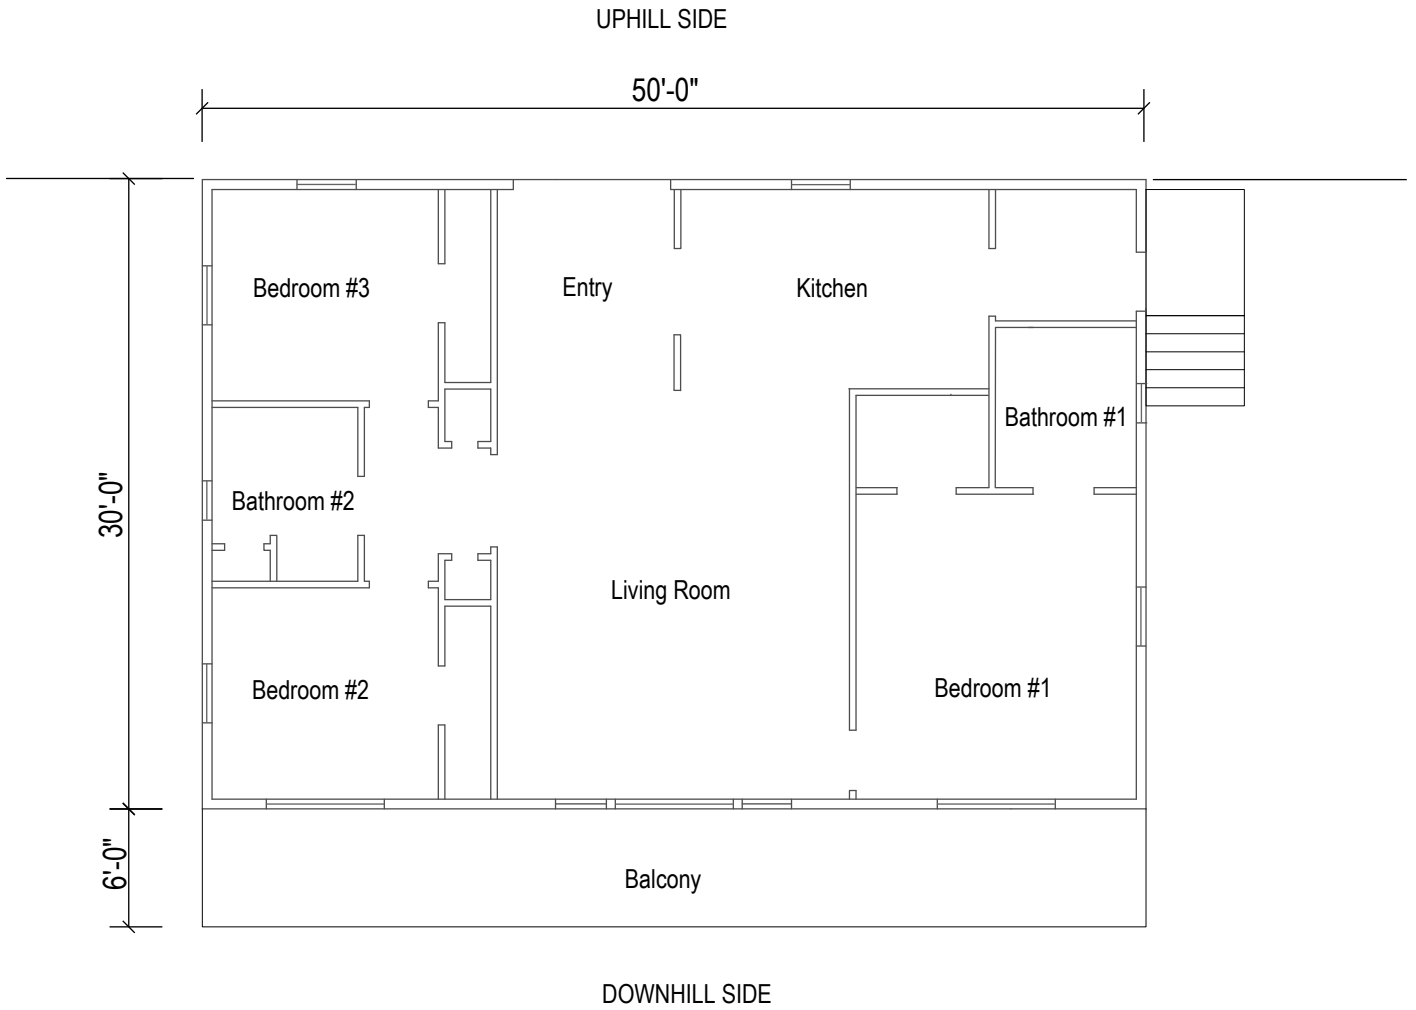 UPHILL SIDE
50'-0"
Bedroom #3
Entry
Kitchen
Bathroom #1
30'-0"
Bathroom #2
Living Room
Bedroom #2
Bedroom #1
6'-0"
Balcony
DOWNHILL SIDE